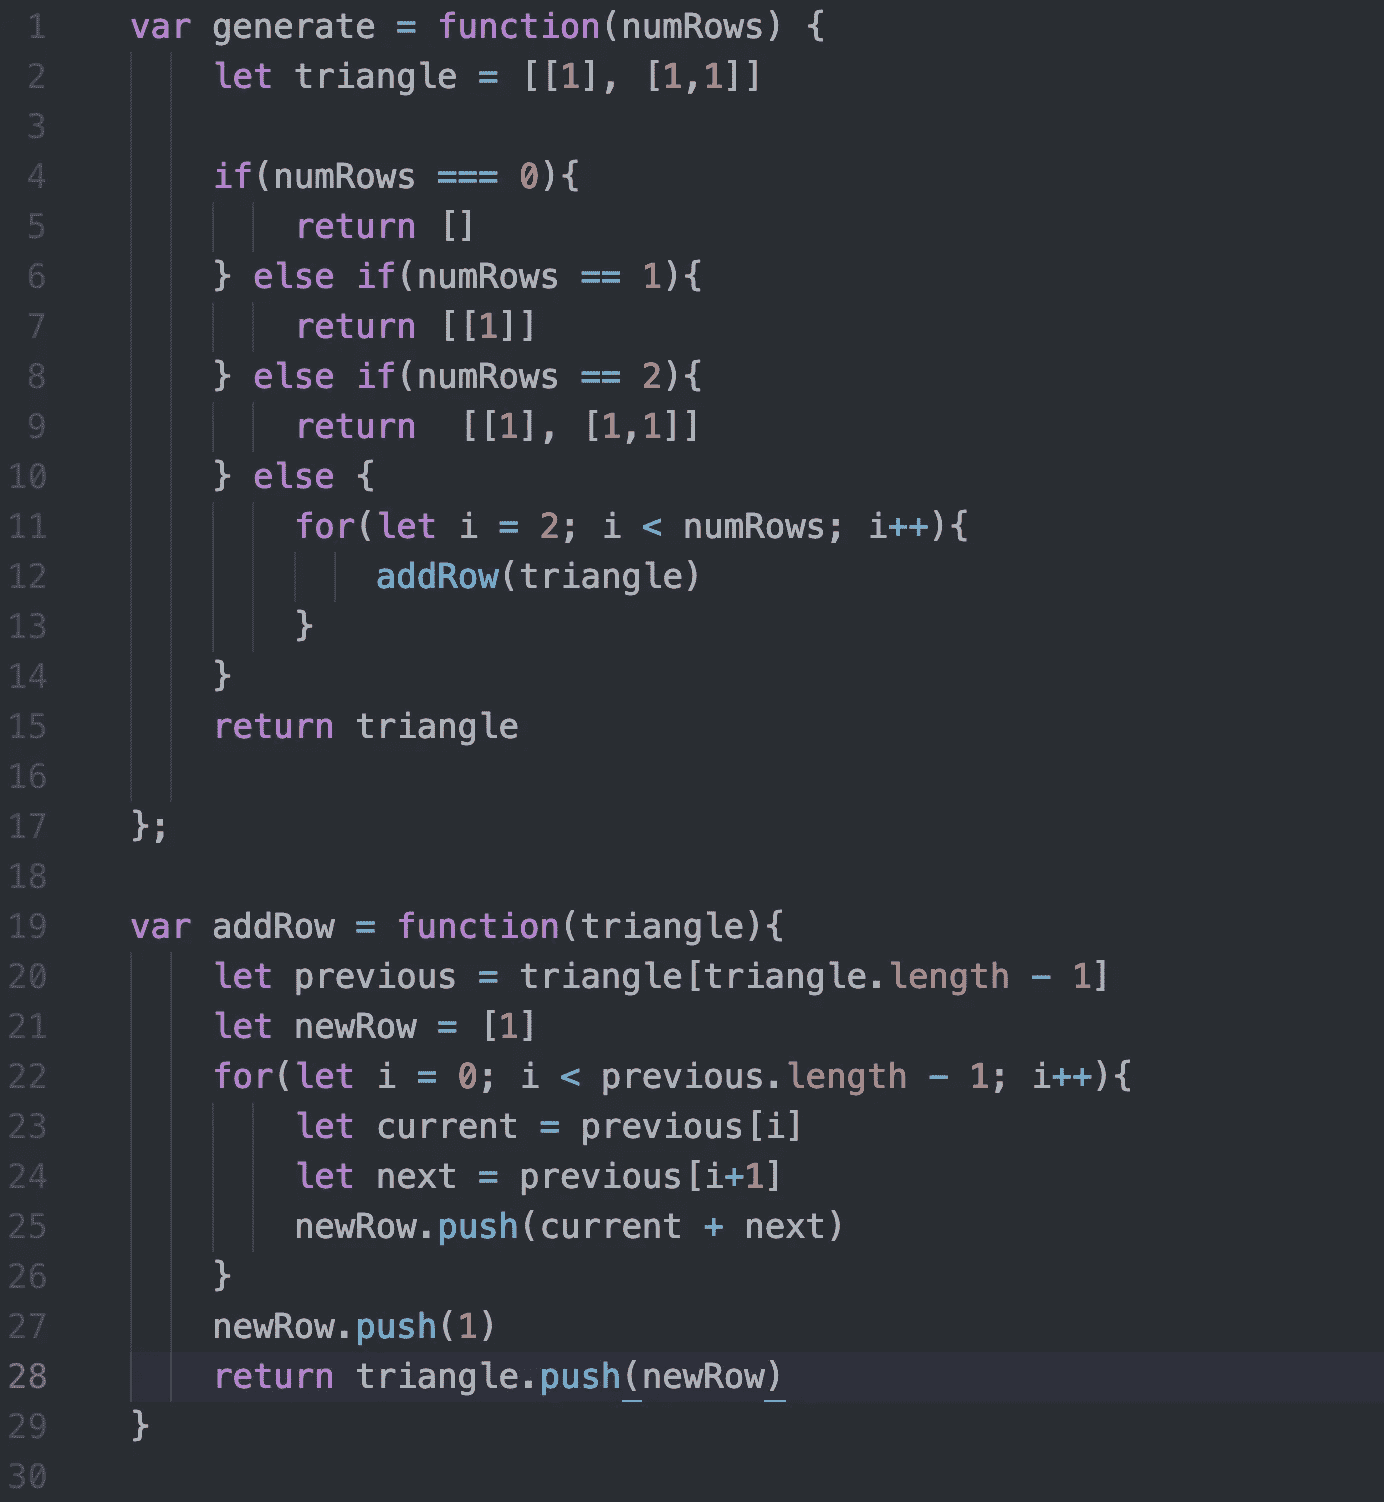 1 var generate = function(numRows) {
2 let triangle = [[1], [1,1]]
3
4 if(numRows === 0){
5 return []
6 } else if(numRows == 1){
7 return [[1]]
8 } else if(numRows == 2){
9 return  [[1], [1,1]]
10 } else {
11 for(let i = 2; i < numRows; i++){
12 addRow(triangle)
13 }
14 }
15 return triangle
16
17 };
18
19 var addRow = function(triangle){
20 let previous = triangle[triangle.length - 1]
21 let newRow = [1]
22 for(let i = 0; i < previous.length - 1; i++){
23 let current = previous[i]
24 let next = previous[i+1]
25 newRow.push(current + next)
26 }
27 newRow.push(1)
28 return triangle.push(newRow)
29 }
30